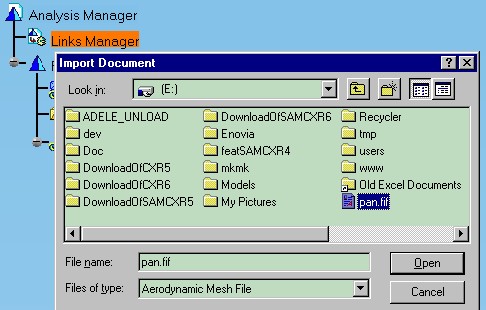 Analysis Manager
Links Manager
Import Document
Look in: (E:)
ADELE_UNLOAD DownloadOfSAMCXR6 Recycler
dev Enovia tmp
Doc featSAMCXR4 users
DownloadOfCXR5 mkmk www
DownloadOfCXR6 Models Old Excel Documents
DownloadOfSAMCXR5 My Pictures pan.fif
File name: pan.fif Open
Files of type: Aerodynamic Mesh File Cancel